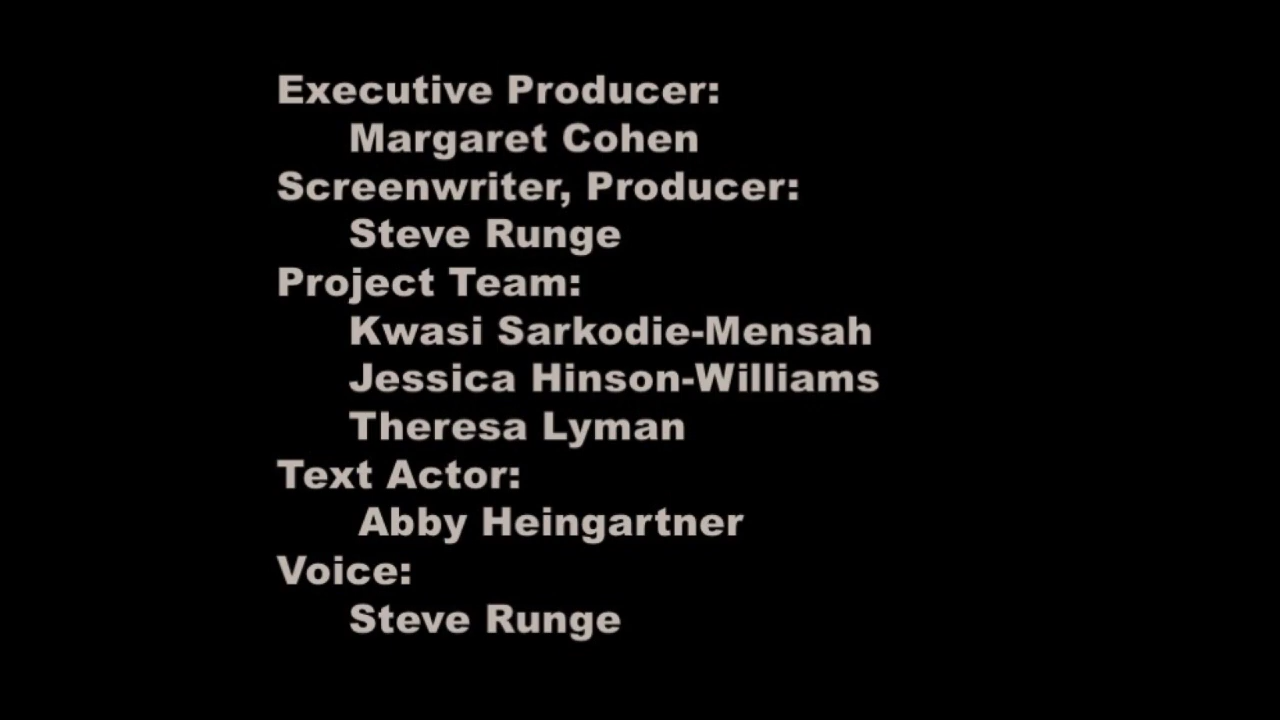 Executive Producer:
Margaret Cohen
Screenwriter, Producer:
Steve Runge
Project Team:
Kwasi Sarkodie-Mensah
Jessica Hinson-Williams
Theresa Lyman
Text Actor:
Abby Heingartner
Voice:
Steve Runge